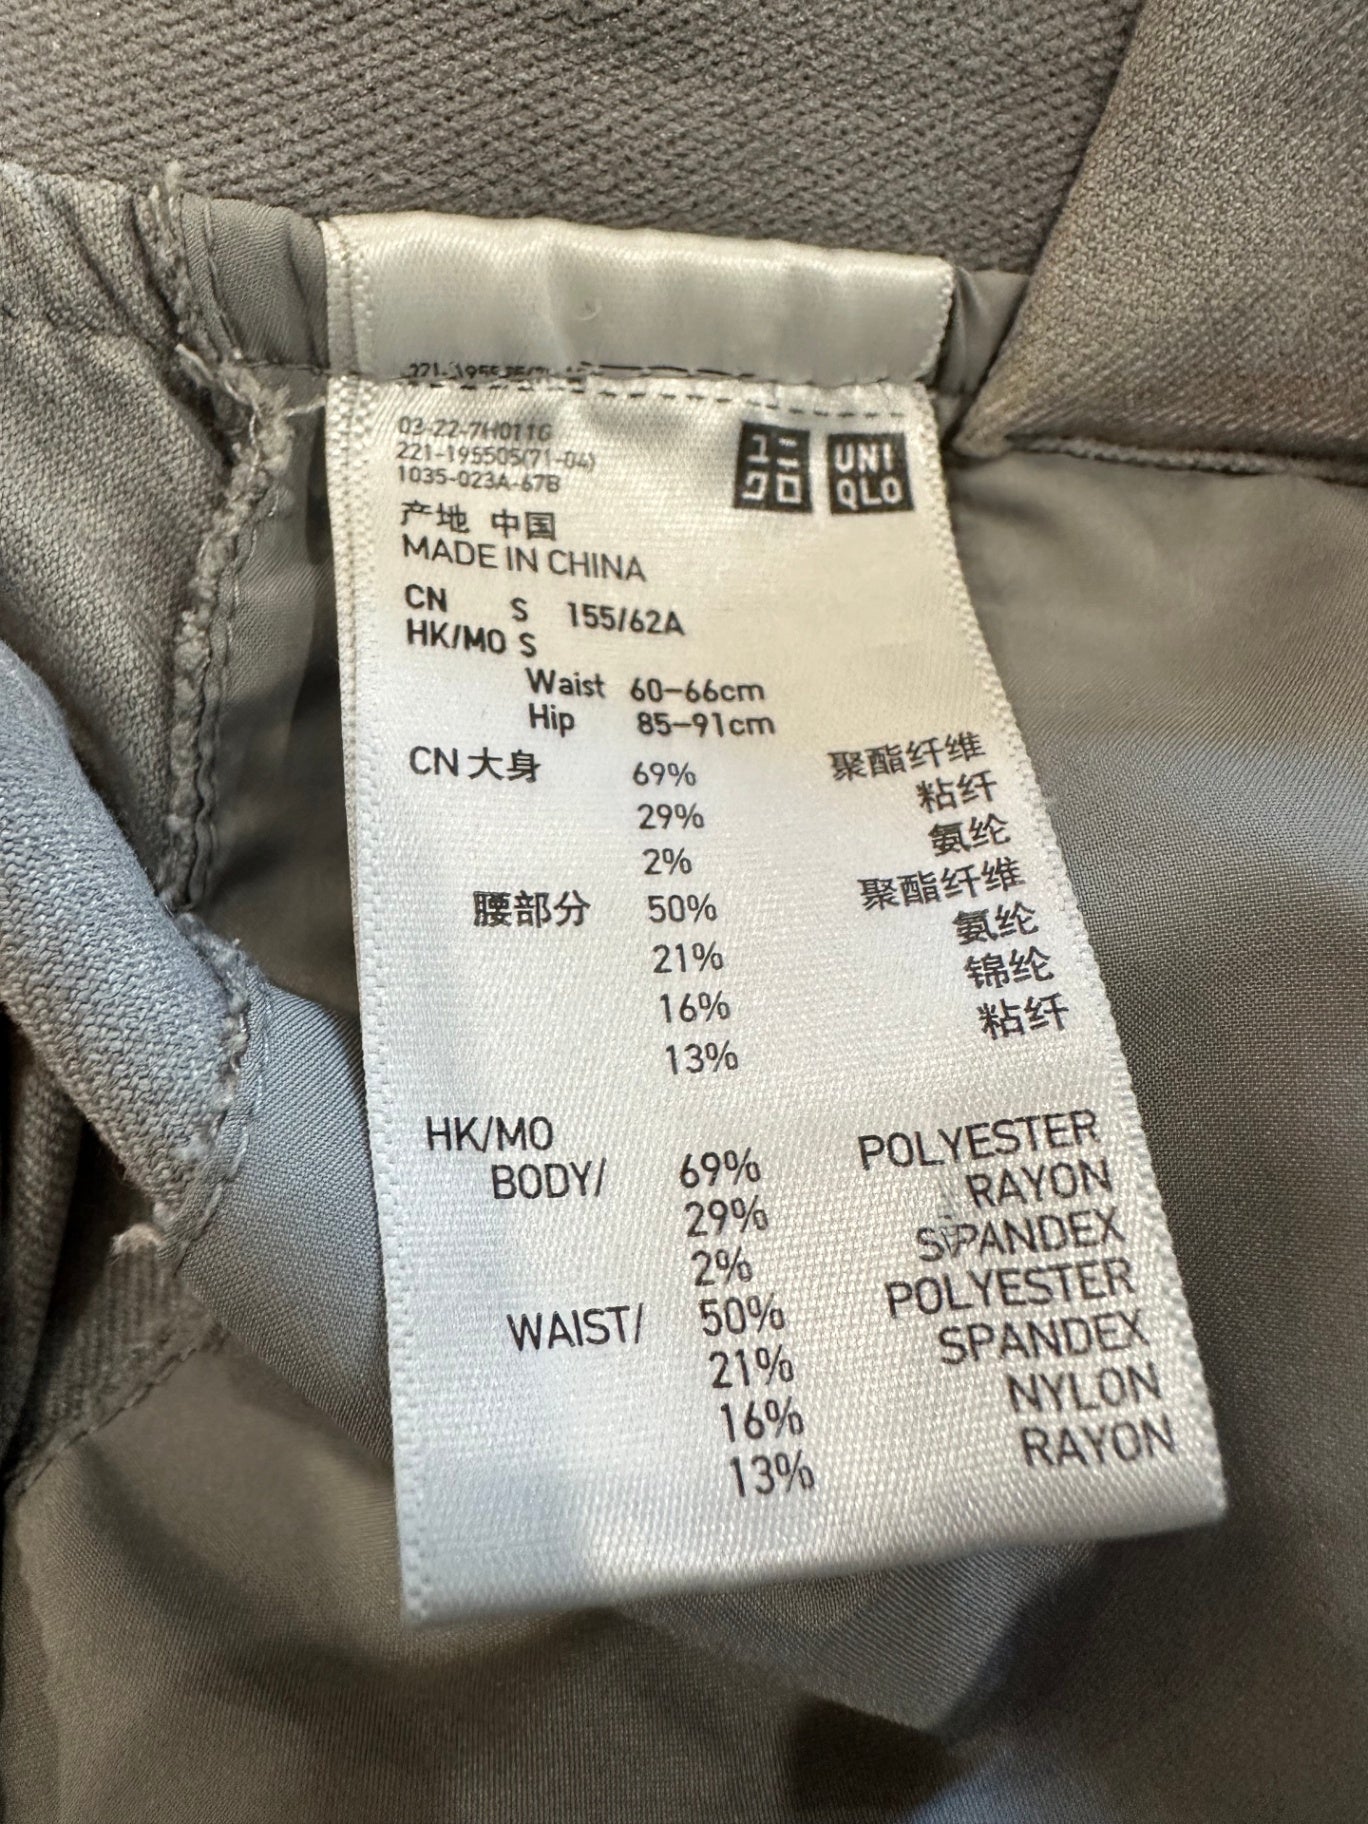 03-22-7H011G
221-195505(71-04)
1035-023A-67B
ユニ
クロ
UNI
QLO
产地 中国
MADE IN CHINA
CN S 155/62A
HK/MO S
Waist 60-66cm
Hip 85-91cm
CN 大身 69% 聚酯纤维
29% 粘纤
2% 氨纶
腰部分 50% 聚酯纤维
21% 氨纶
16% 锦纶
13% 粘纤
HK/MO
BODY/ 69% POLYESTER
29% RAYON
2% SPANDEX
WAIST/ 50% POLYESTER
21% SPANDEX
16% NYLON
13% RAYON